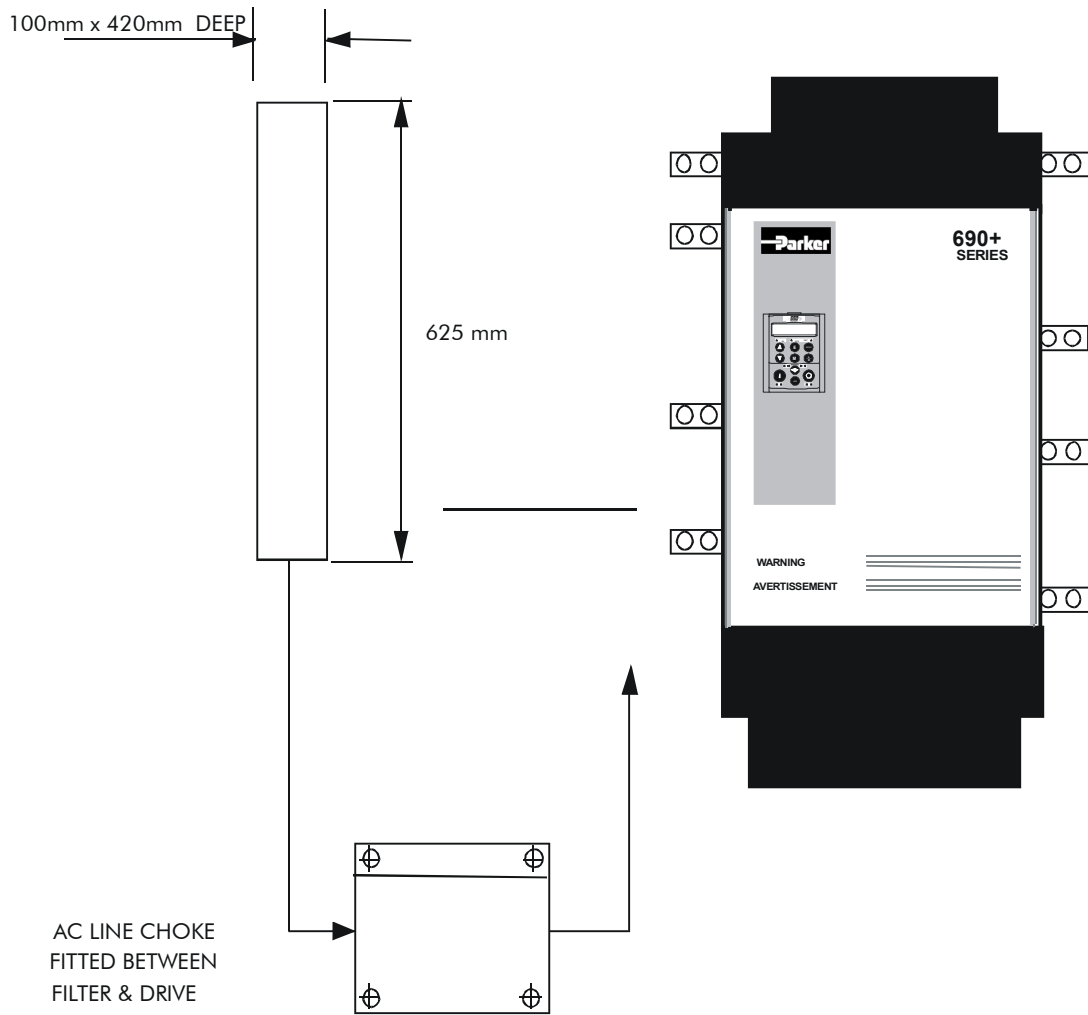 100mm x 420mm DEEP
625 mm
Parker
690+
SERIES
WARNING
AVERTISSEMENT
AC LINE CHOKE
FITTED BETWEEN
FILTER & DRIVE